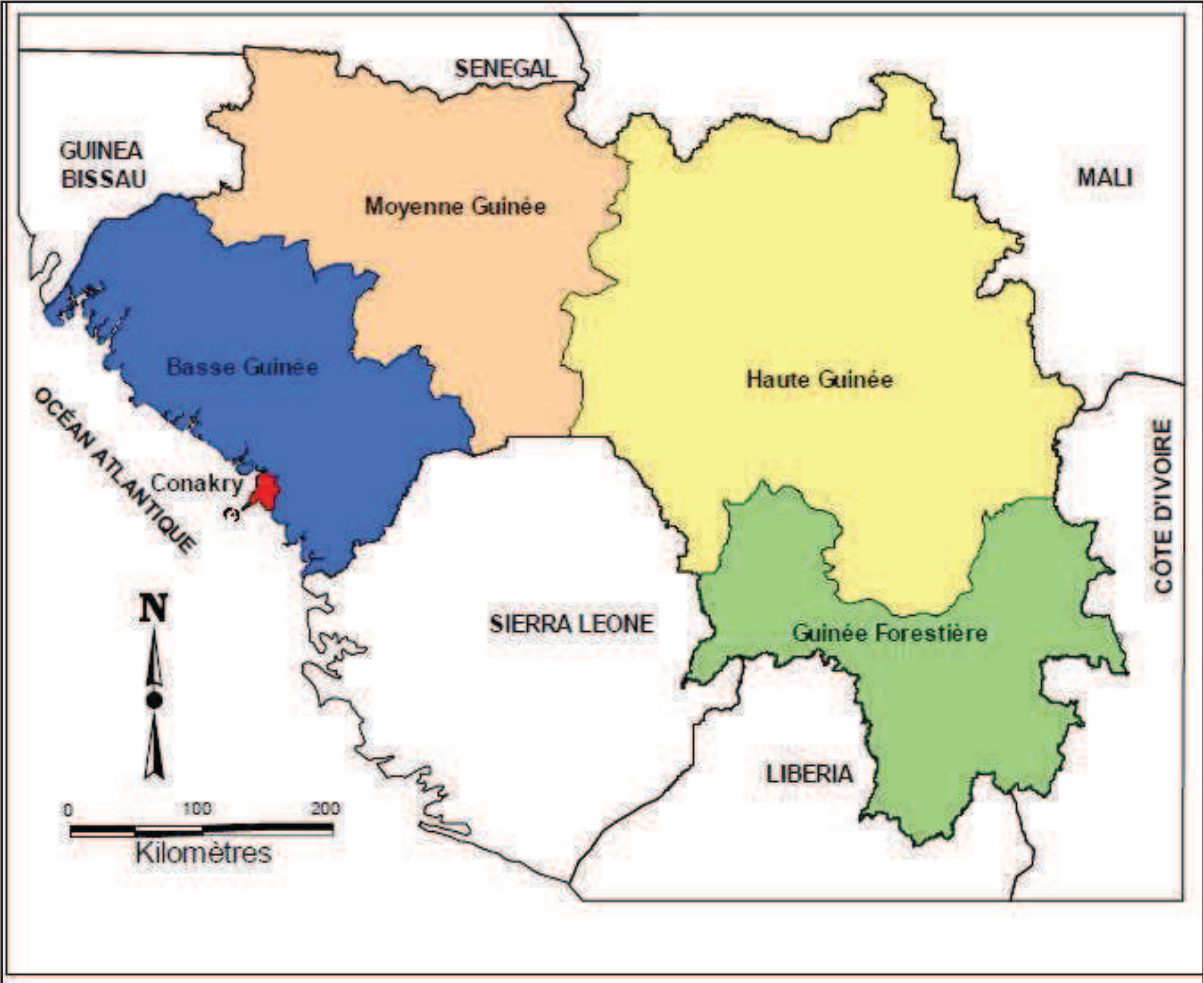 SENEGAL
GUINEA
BISSAU
MALI
Moyenne Guinée
Basse Guinée
Haute Guinée
OCÉAN ATLANTIQUE
CÔTE D'IVOIRE
Conakry
N
SIERRA LEONE
Guinée Forestière
LIBERIA
0 100 200
Kilomètres